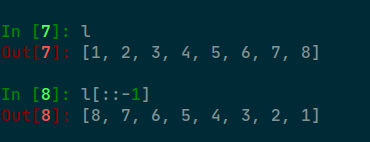 In [7]: l
Out[7]: [1, 2, 3, 4, 5, 6, 7, 8]
In [8]: l[::-1]
Out[8]: [8, 7, 6, 5, 4, 3, 2, 1]